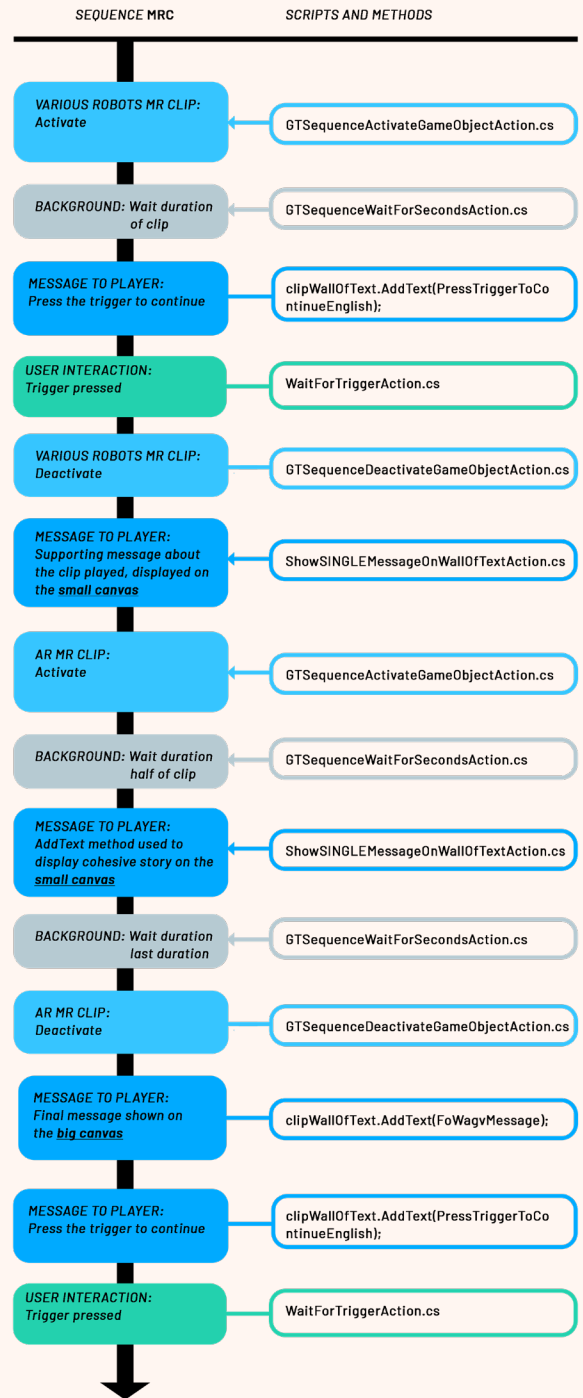 SEQUENCE MRC
SCRIPTS AND METHODS
VARIOUS ROBOTS MR CLIP:
Activate
GTSequenceActivateGameObjectAction.cs
BACKGROUND: Wait duration
of clip
GTSequenceWaitForSecondsAction.cs
MESSAGE TO PLAYER:
Press the trigger to continue
clipWallOfText.AddText(PressTriggerToCo
ntinueEnglish);
USER INTERACTION:
Trigger pressed
WaitForTriggerAction.cs
VARIOUS ROBOTS MR CLIP:
Deactivate
GTSequenceDeactivateGameObjectAction.cs
MESSAGE TO PLAYER:
Supporting message about
the clip played, displayed on
the small canvas
ShowSINGLEMessageOnWallOfTextAction.cs
AR MR CLIP:
Activate
GTSequenceActivateGameObjectAction.cs
BACKGROUND: Wait duration
half of clip
GTSequenceWaitForSecondsAction.cs
MESSAGE TO PLAYER:
AddText method used to
display cohesive story on the
small canvas
ShowSINGLEMessageOnWallOfTextAction.cs
BACKGROUND: Wait duration
last duration
GTSequenceWaitForSecondsAction.cs
AR MR CLIP:
Deactivate
GTSequenceDeactivateGameObjectAction.cs
MESSAGE TO PLAYER:
Final message shown on
the big canvas
clipWallOfText.AddText(FoWagvMessage);
MESSAGE TO PLAYER:
Press the trigger to continue
clipWallOfText.AddText(PressTriggerToCo
ntinueEnglish);
USER INTERACTION:
Trigger pressed
WaitForTriggerAction.cs